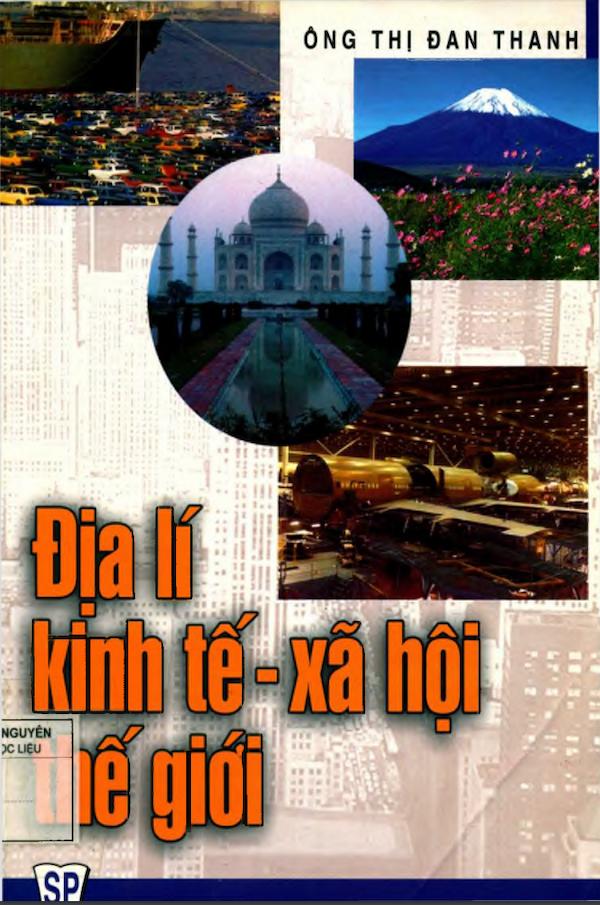 ÔNG THỊ ĐAN THANH
Địa lí
kinh tế - xã hội
thế giới
NGUYÊN
ỌC LIỆU
SP